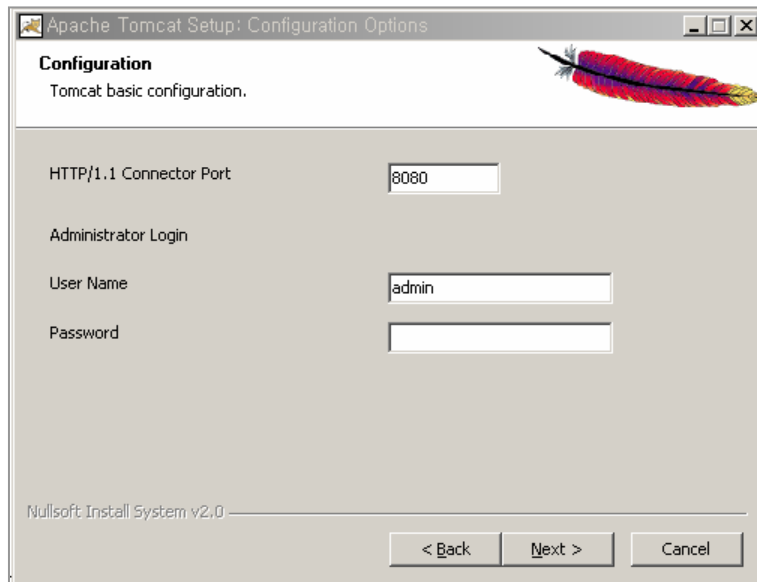 Apache Tomcat Setup: Configuration Options
Configuration
Tomcat basic configuration.
HTTP/1.1 Connector Port
8080
Administrator Login
User Name
admin
Password
Nullsoft Install System v2.0
< Back
Next >
Cancel